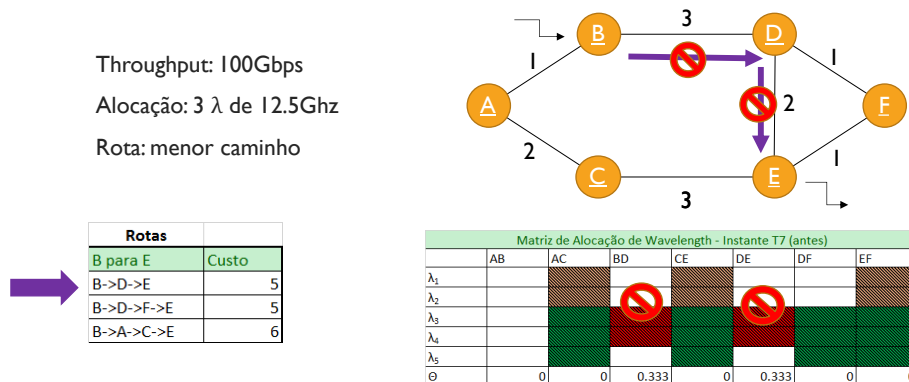 Throughput: 100Gbps
Alocação: 3 λ de 12.5Ghz
Rota: menor caminho
B 3 D
1 1
A 2 F
2 1
C 3 E
Rotas
B para E Custo
B->D->E 5
B->D->F->E 5
B->A->C->E 6
Matriz de Alocação de Wavelength - Instante T7 (antes)
AB AC BD CE DE DF EF
λ1
λ2
λ3
λ4
λ5
Θ 0 0 0.333 0 0.333 0